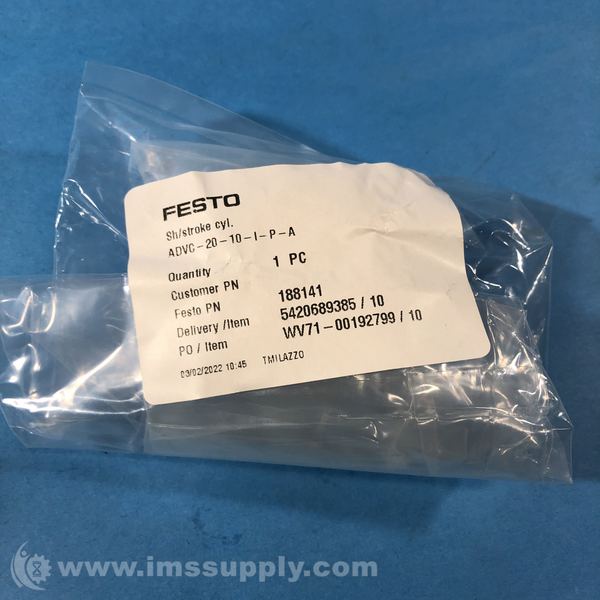 FESTO
Sh/stroke cyl.
ADVC-20-10-I-P-A
Quantity 1 PC
Customer PN
Festo PN 188141
Delivery /Item 5420689385 / 10
PO / Item WV71-00192799 / 10
03/02/2022 10:45 TMILAZZO
www.imssupply.com